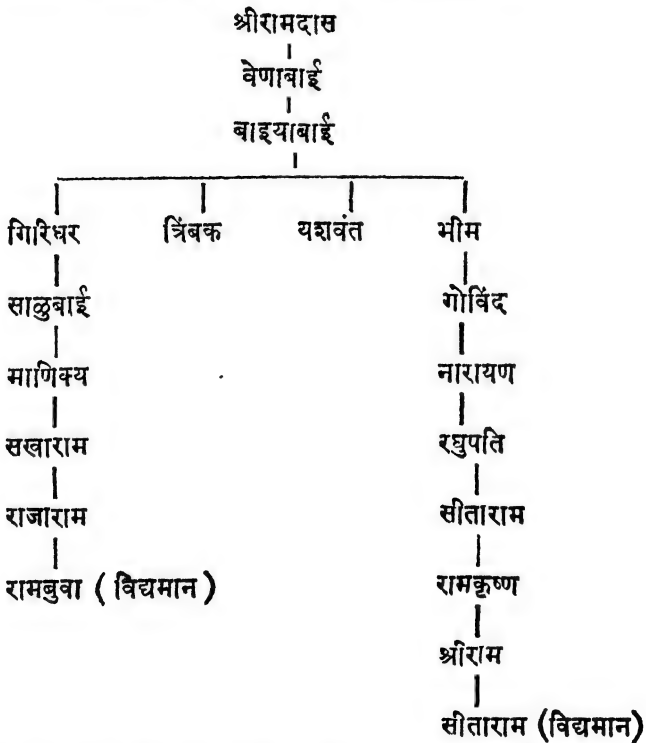 श्रीरामदास
वेणाबाई
बाइयाबाई
गिरिधर त्रिंबक यशवंत भीम
साळुबाई गोविंद
माणिक्य नारायण
सखाराम रघुपति
राजाराम सीताराम
रामबुवा ( विद्यमान ) रामकृष्ण
श्रीराम
सीताराम (विद्यमान)